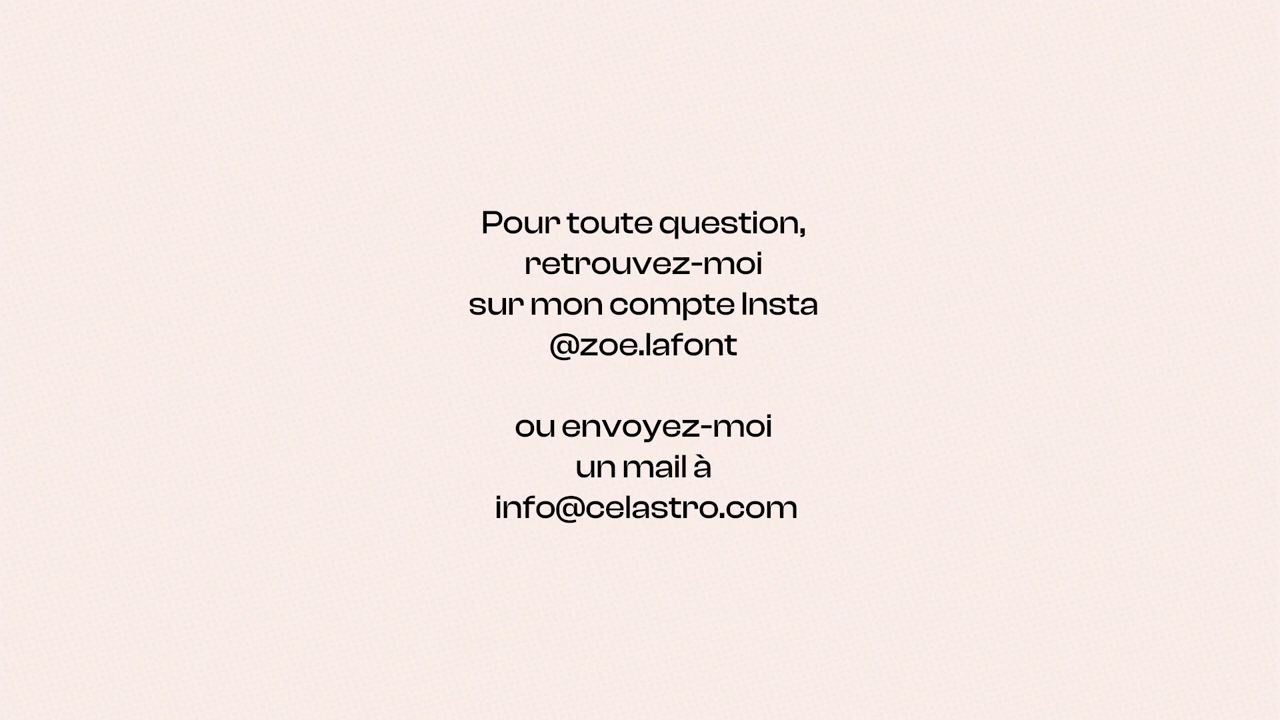 Pour toute question,
retrouvez-moi
sur mon compte Insta
@zoe.lafont
ou envoyez-moi
un mail à
info@celastro.com